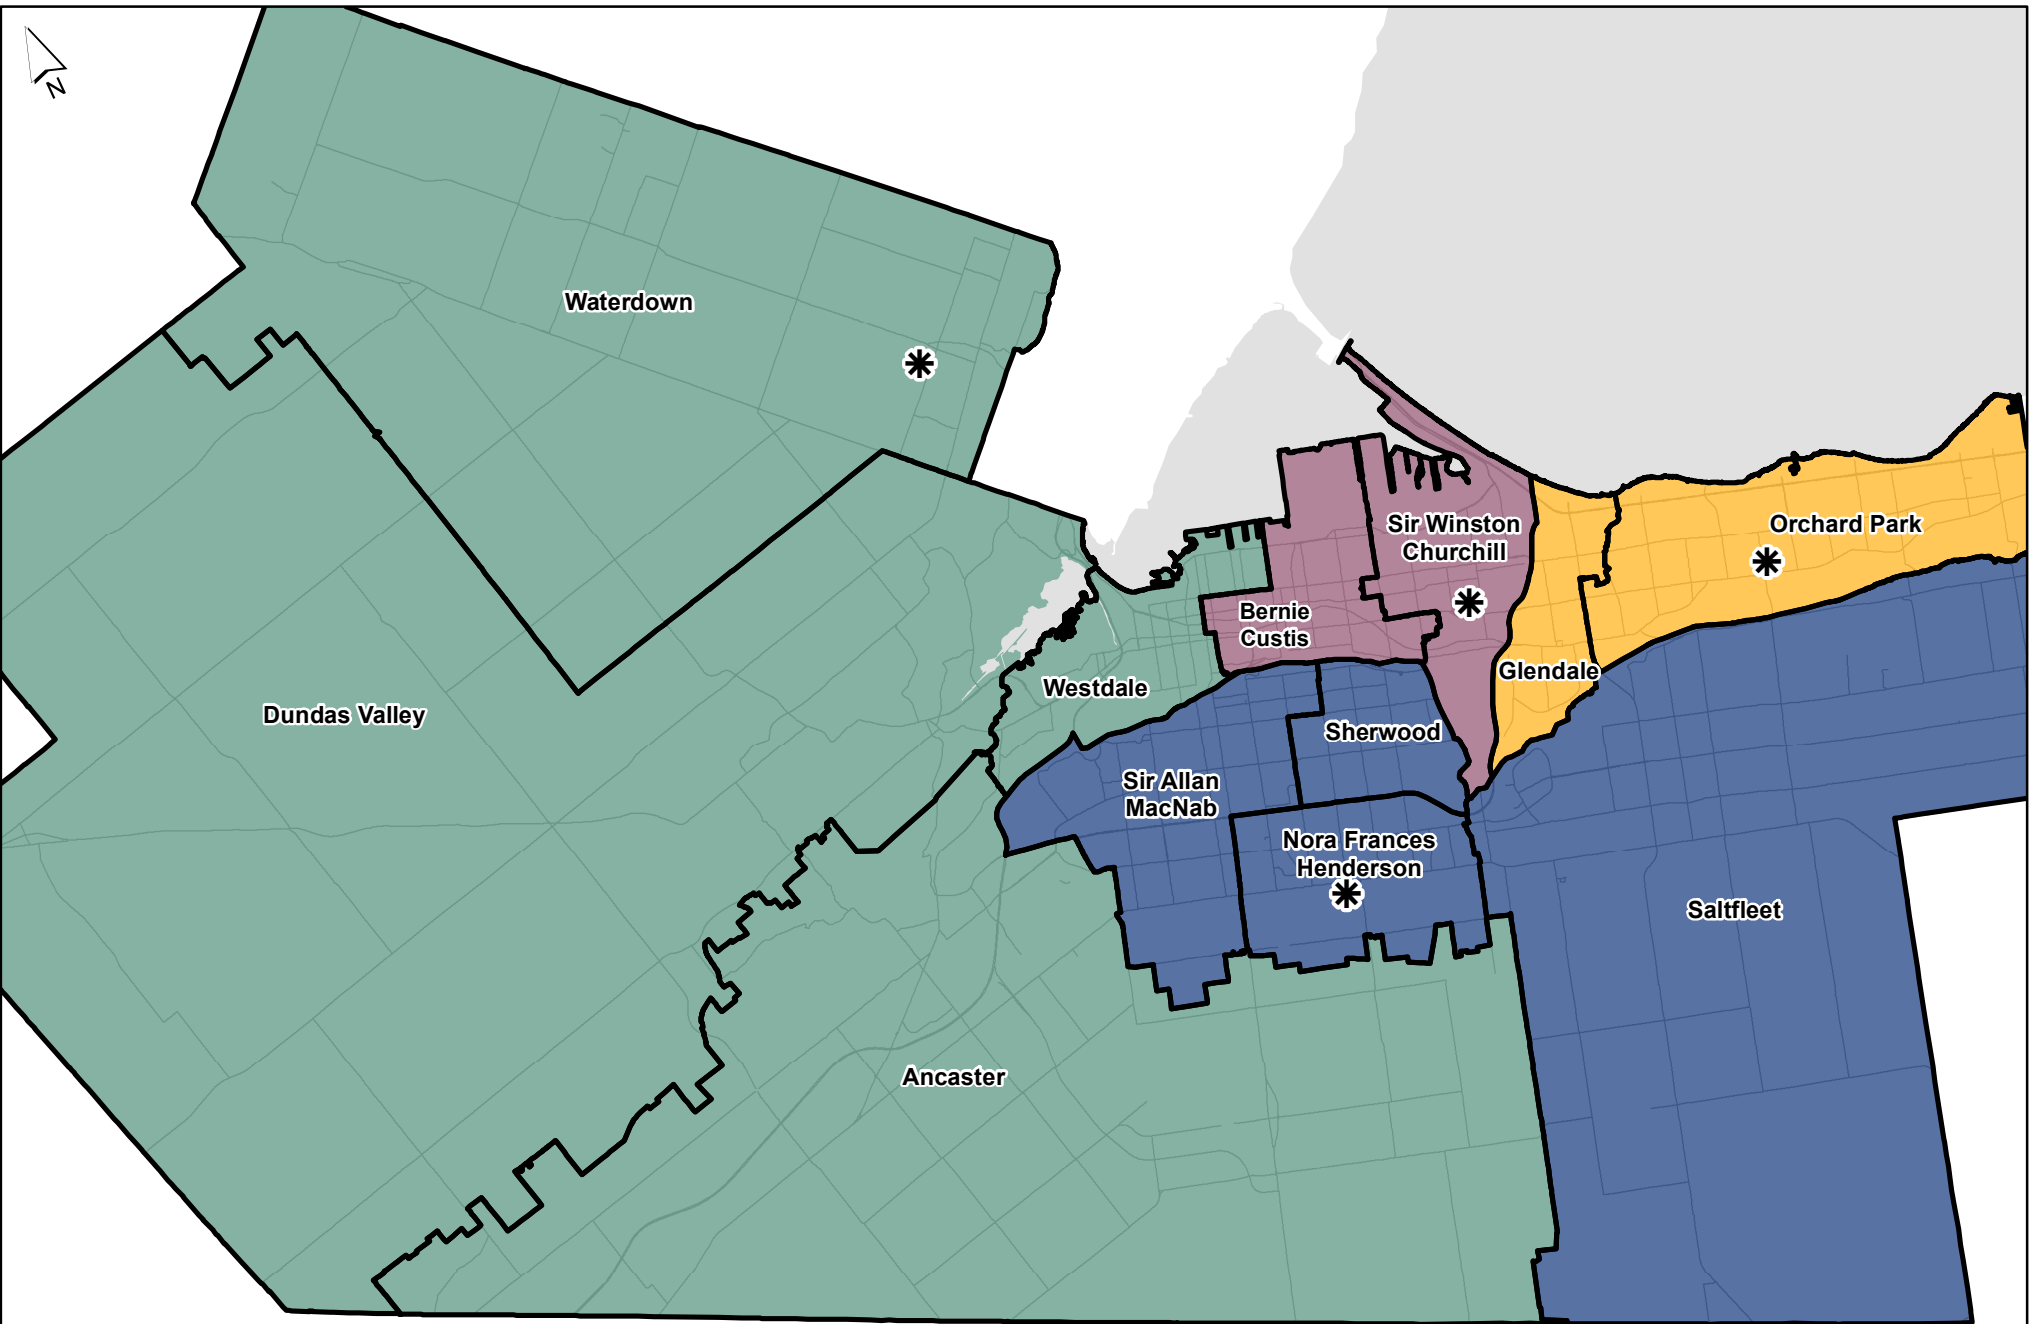 N
Waterdown
Sir Winston
Churchill
Orchard Park
Bernie
Custis
Glendale
Westdale
Dundas Valley
Sherwood
Sir Allan
MacNab
Nora Frances
Henderson
Saltfleet
Ancaster